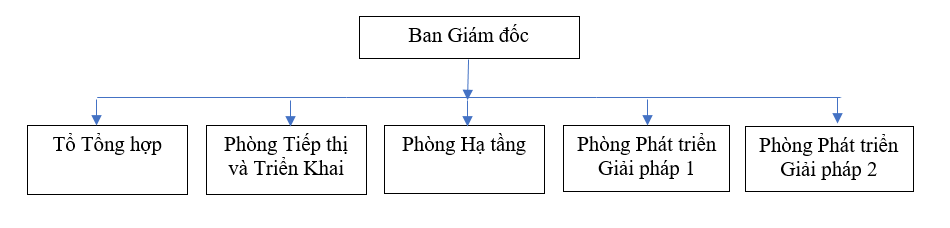 Ban Giám đốc
Tổ Tổng hợp
Phòng Tiếp thị
và Triển Khai
Phòng Hạ tầng
Phòng Phát triển
Giải pháp 1
Phòng Phát triển
Giải pháp 2